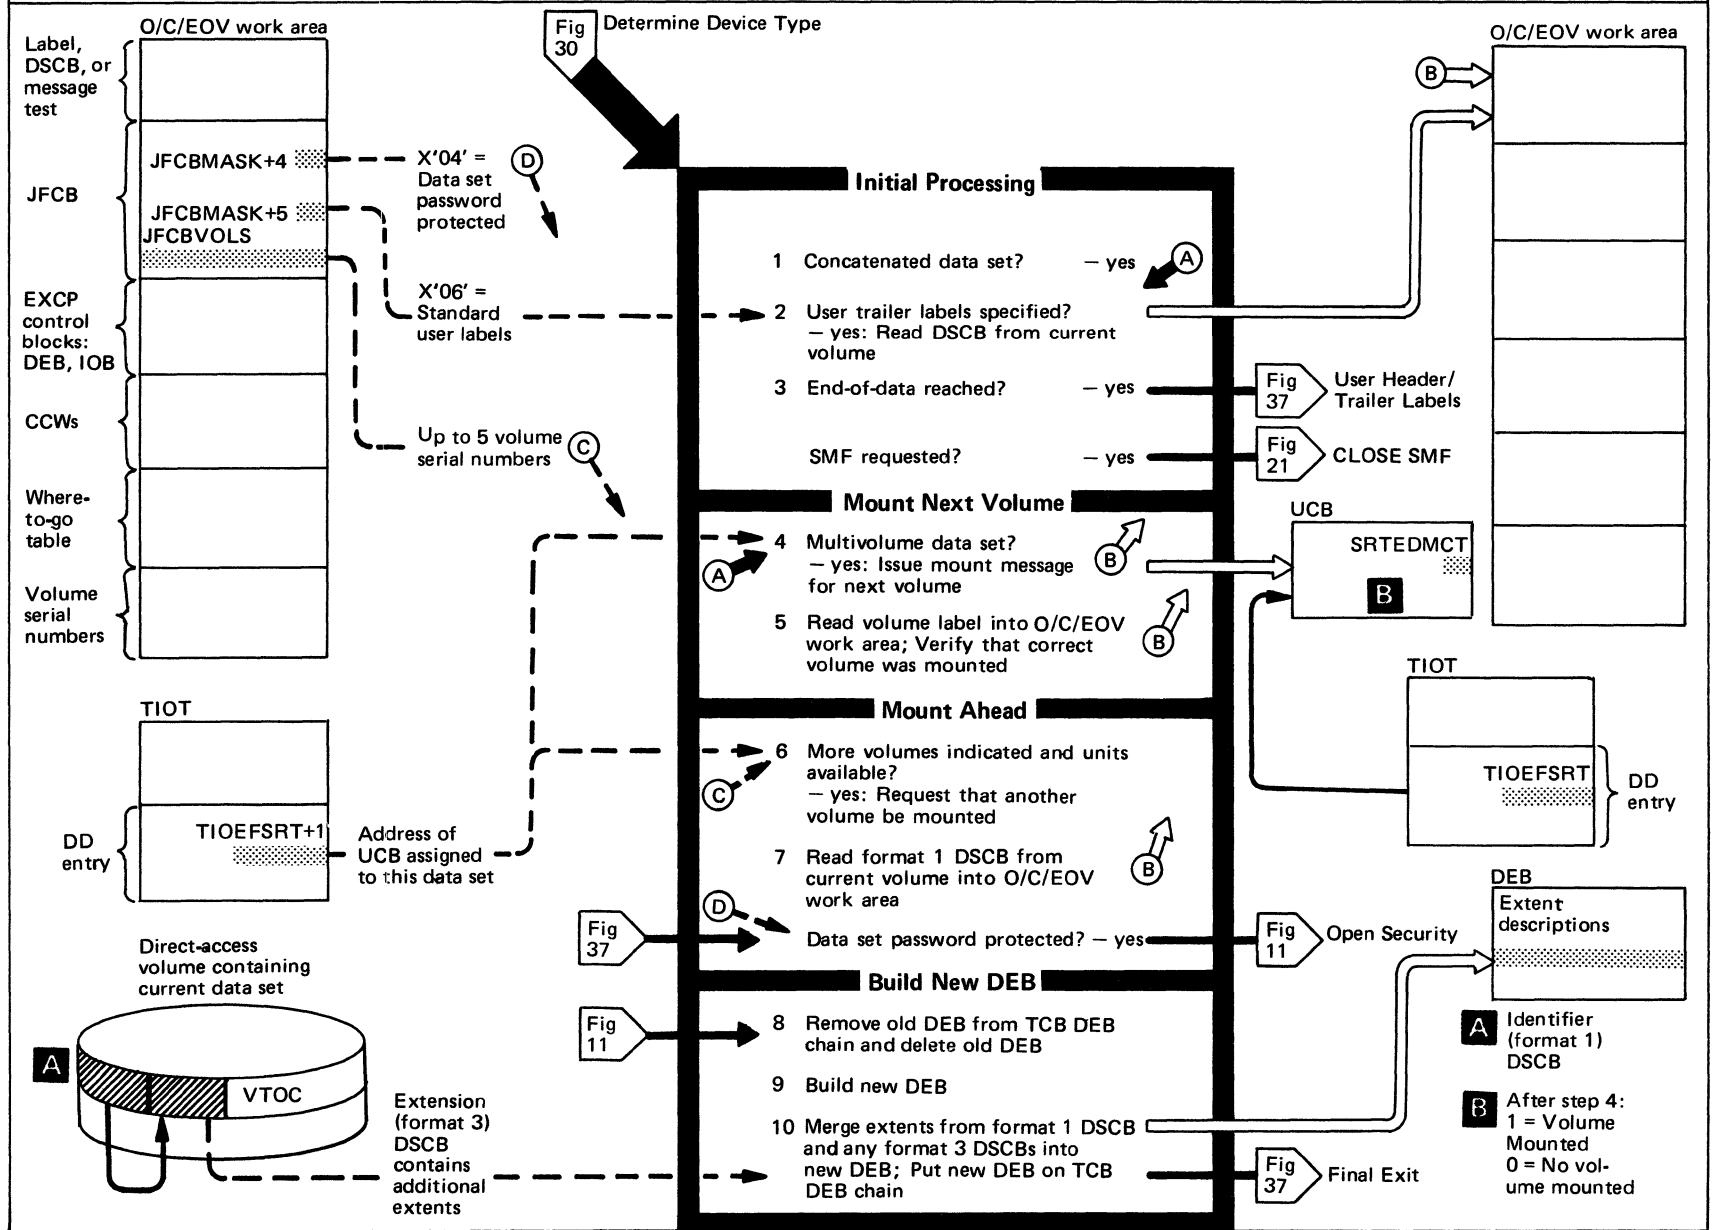 O/C/EOV work area
Label,
DSCB, or
message
test
JFCB
JFCBMASK+4
JFCBMASK+5
JFCBVOLS
EXCP
control
blocks:
DEB, IOB
CCWs
Where-
to-go
table
Volume
serial
numbers
X'04' =
Data set
password
protected
D
X'06' =
Standard
user labels
Up to 5 volume
serial numbers
C
TIOT
DD
entry
TIOEFSRT+1
Address of
UCB assigned
to this data set
Direct-access
volume containing
current data set
A
VTOC
Extension
(format 3)
DSCB
contains
additional
extents
Fig
30
Determine Device Type
Initial Processing
1 Concatenated data set? — yes
A
2 User trailer labels specified?
— yes: Read DSCB from current
volume
3 End-of-data reached? — yes
Fig
37
User Header/
Trailer Labels
SMF requested? — yes
Fig
21
CLOSE SMF
Mount Next Volume
4 Multivolume data set?
— yes: Issue mount message
for next volume
A
B
5 Read volume label into O/C/EOV
work area; Verify that correct
volume was mounted
B
Mount Ahead
6 More volumes indicated and units
available?
— yes: Request that another
volume be mounted
C
7 Read format 1 DSCB from
current volume into O/C/EOV
work area
B
D
Fig
37
Data set password protected? — yes
Fig
11
Open Security
Build New DEB
Fig
11
8 Remove old DEB from TCB DEB
chain and delete old DEB
9 Build new DEB
10 Merge extents from format 1 DSCB
and any format 3 DSCBs into
new DEB; Put new DEB on TCB
DEB chain
Fig
37
Final Exit
O/C/EOV work area
B
UCB
SRTEDMCT
B
TIOT
TIOEFSRT
DD
entry
DEB
Extent
descriptions
A Identifier
(format 1)
DSCB
B After step 4:
1 = Volume
Mounted
0 = No vol-
ume mounted